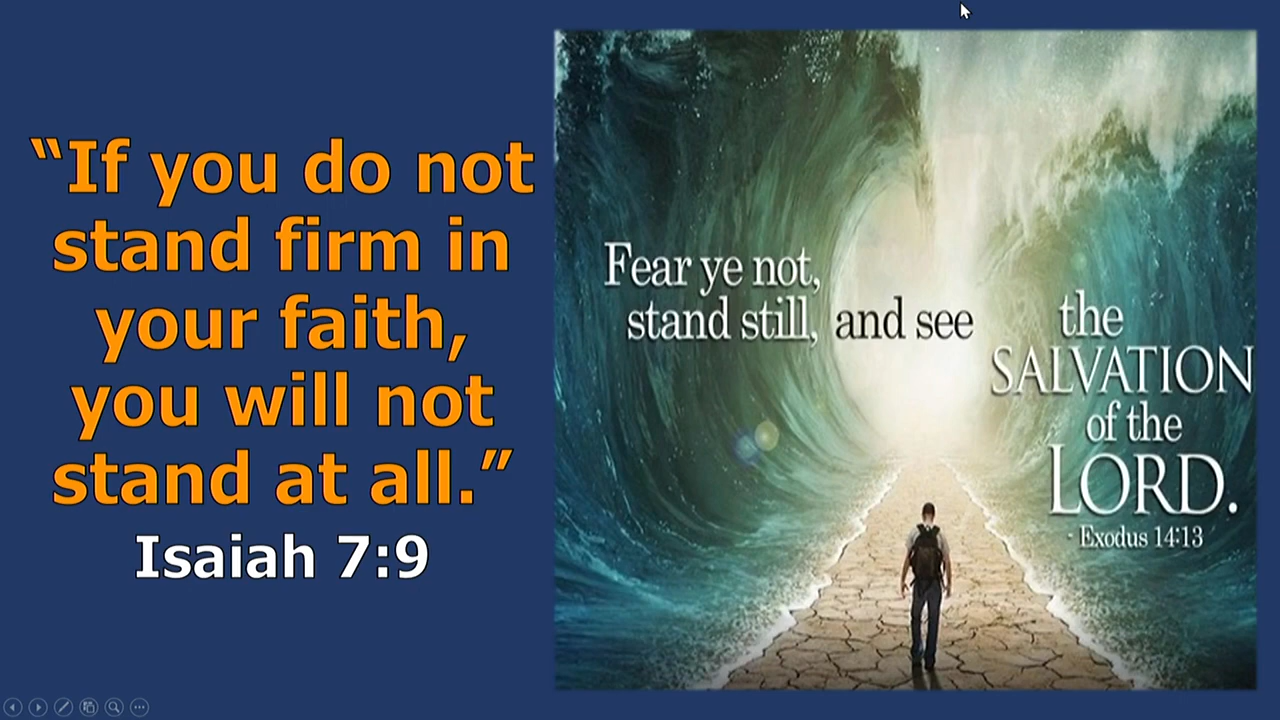 “If you do not
stand firm in
your faith,
you will not
stand at all.”
Isaiah 7:9
Fear ye not,
stand still, and see the
SALVATION
of the
LORD.
- Exodus 14:13